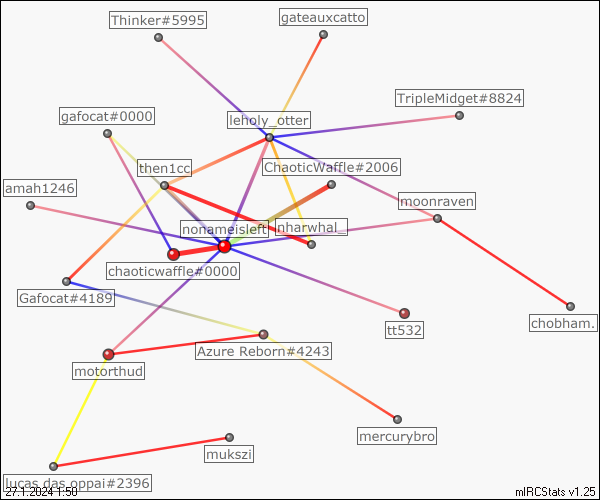 Thinker#5995
gateauxcatto
TripleMidget#8824
gafocat#0000
leholy_otter
then1cc
ChaoticWaffle#2006
amah1246
moonraven
nonameisleft
nharwhal_
chaoticwaffle#0000
Gafocat#4189
chobham.
tt532
Azure Reborn#4243
motorthud
mercurybro
mukszi
lucas das oppai#2396
27.1.2024 1:50
mIRCStats v1.25